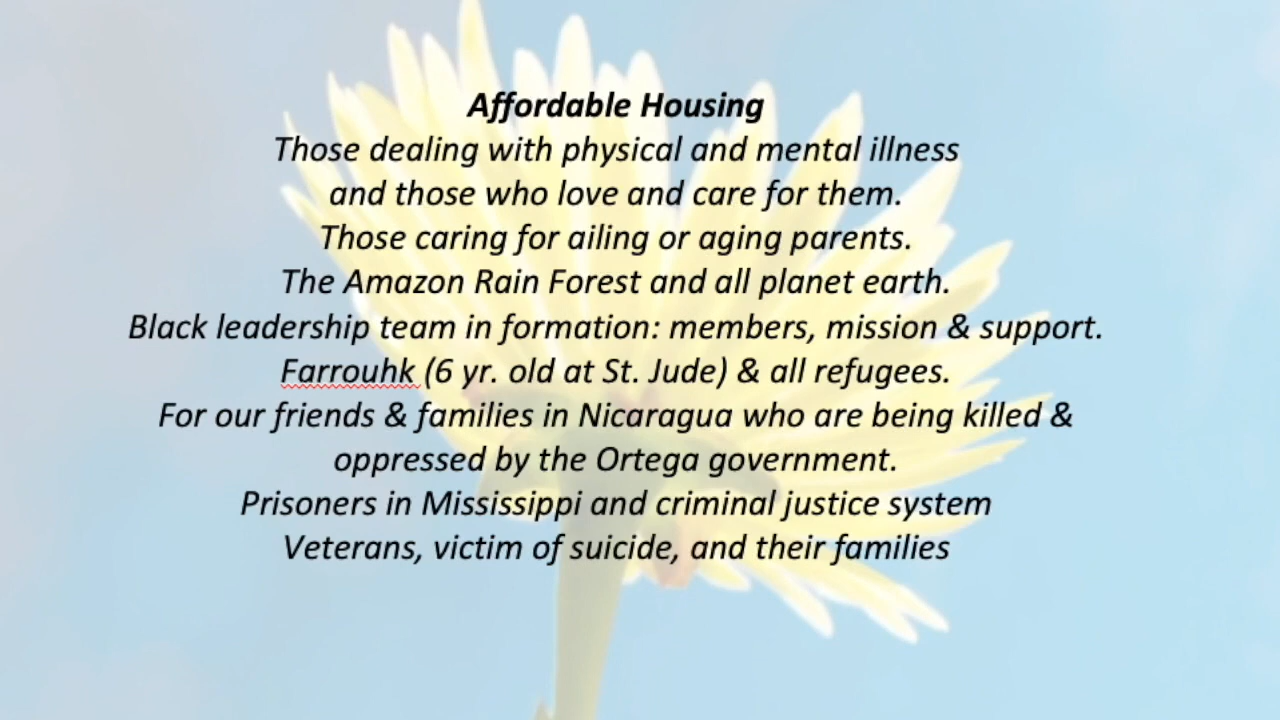 Affordable Housing
Those dealing with physical and mental illness
and those who love and care for them.
Those caring for ailing or aging parents.
The Amazon Rain Forest and all planet earth.
Black leadership team in formation: members, mission & support.
Farrouhk (6 yr. old at St. Jude) & all refugees.
For our friends & families in Nicaragua who are being killed &
oppressed by the Ortega government.
Prisoners in Mississippi and criminal justice system
Veterans, victim of suicide, and their families